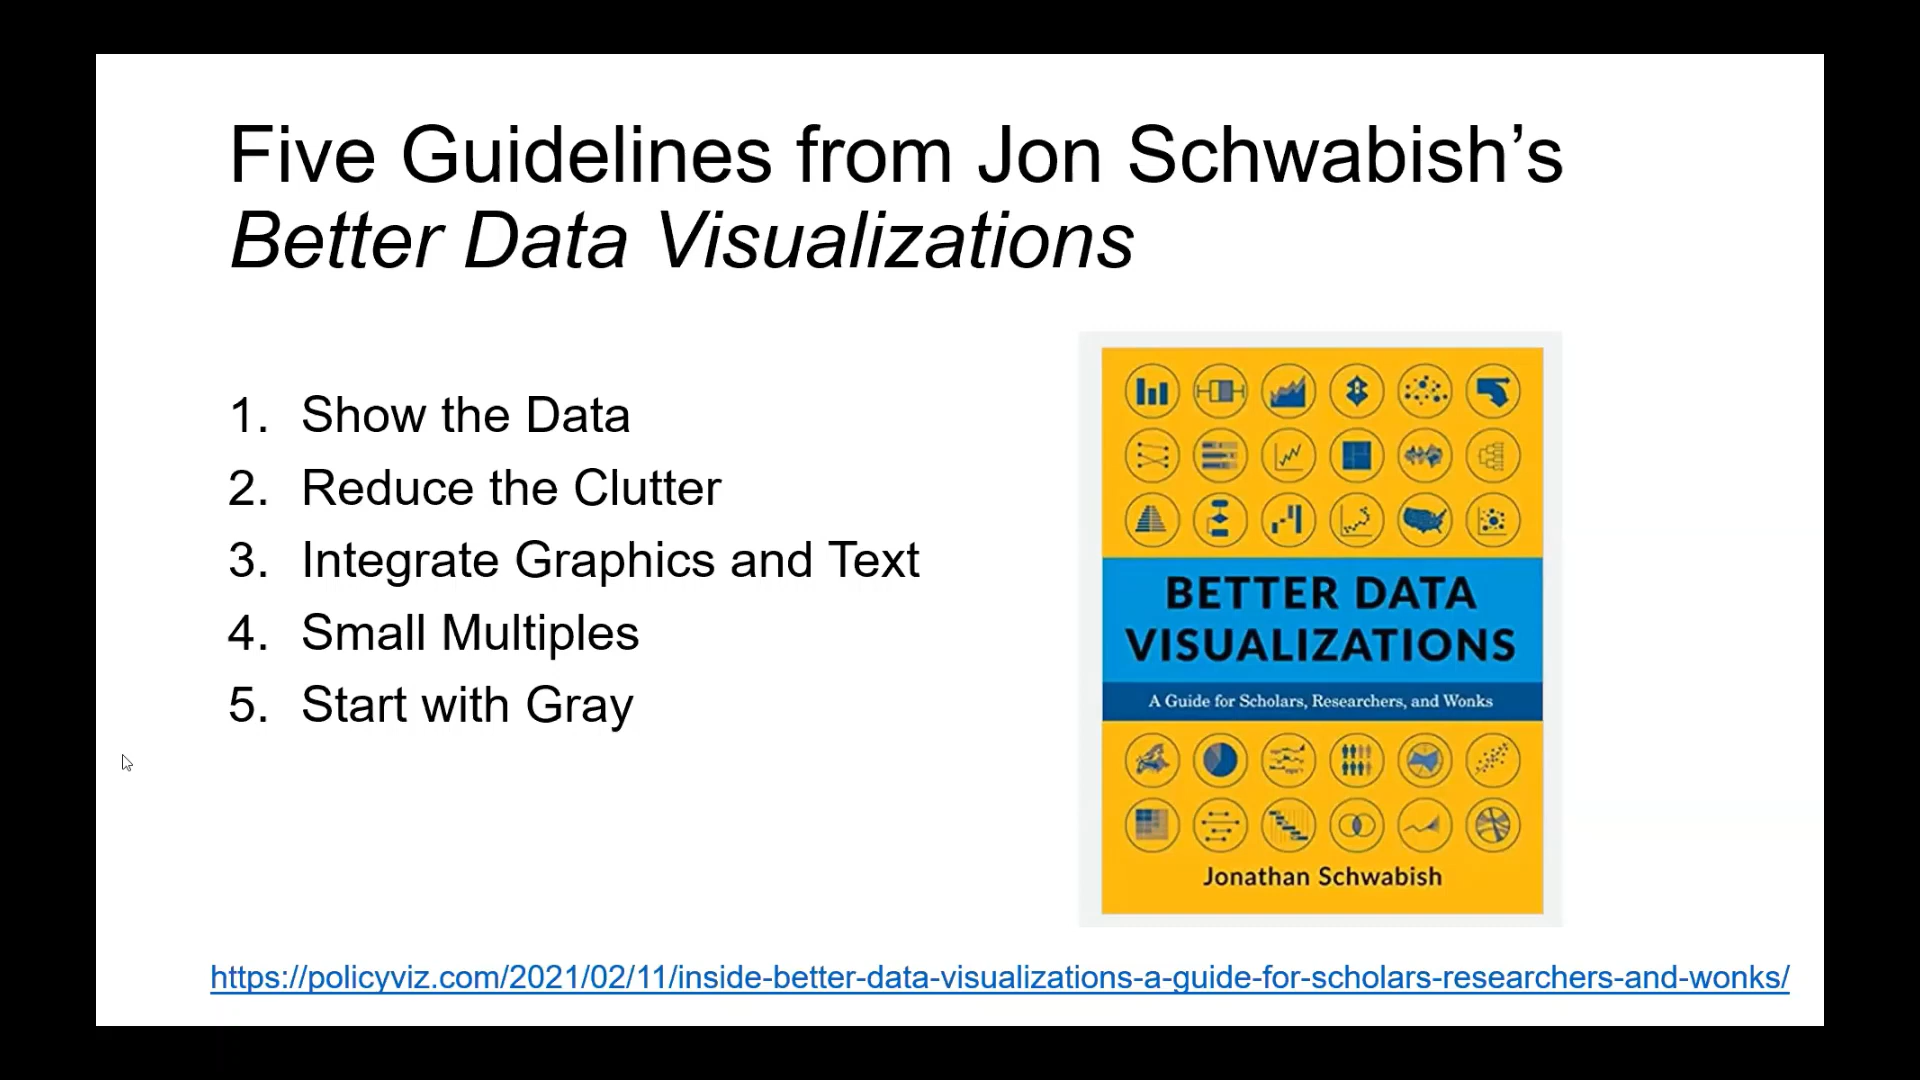 Five Guidelines from Jon Schwabish’s
Better Data Visualizations
1. Show the Data
2. Reduce the Clutter
3. Integrate Graphics and Text
4. Small Multiples
5. Start with Gray
BETTER DATA
VISUALIZATIONS
A Guide for Scholars, Researchers, and Wonks
Jonathan Schwabish
https://policyviz.com/2021/02/11/inside-better-data-visualizations-a-guide-for-scholars-researchers-and-wonks/